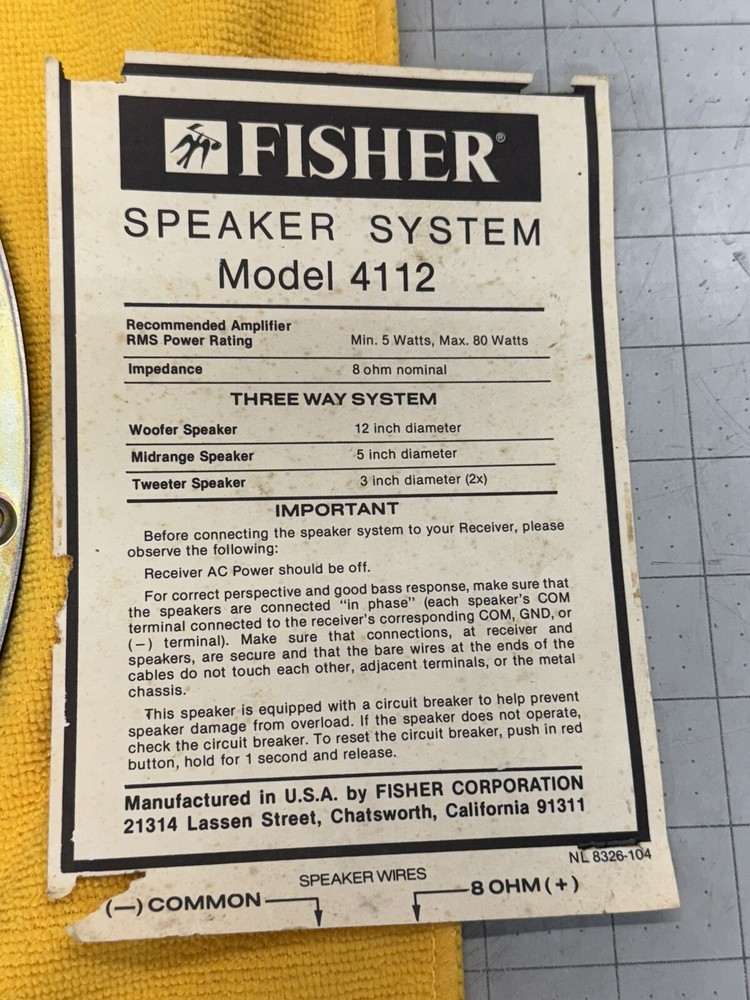 FISHER®
SPEAKER SYSTEM
Model 4112
Recommended Amplifier
RMS Power Rating Min. 5 Watts, Max. 80 Watts
Impedance 8 ohm nominal
THREE WAY SYSTEM
Woofer Speaker 12 inch diameter
Midrange Speaker 5 inch diameter
Tweeter Speaker 3 inch diameter (2x)
IMPORTANT
Before connecting the speaker system to your Receiver, please
observe the following:
Receiver AC Power should be off.
For correct perspective and good bass response, make sure that
the speakers are connected "in phase" (each speaker's COM
terminal connected to the receiver's corresponding COM, GND, or
(−) terminal). Make sure that connections, at receiver and
speakers, are secure and that the bare wires at the ends of the
cables do not touch each other, adjacent terminals, or the metal
chassis.
This speaker is equipped with a circuit breaker to help prevent
speaker damage from overload. If the speaker does not operate,
check the circuit breaker. To reset the circuit breaker, push in red
button, hold for 1 second and release.
Manufactured in U.S.A. by FISHER CORPORATION
21314 Lassen Street, Chatsworth, California 91311
NL 8326-104
SPEAKER WIRES
(—) COMMON 8 OHM (+)